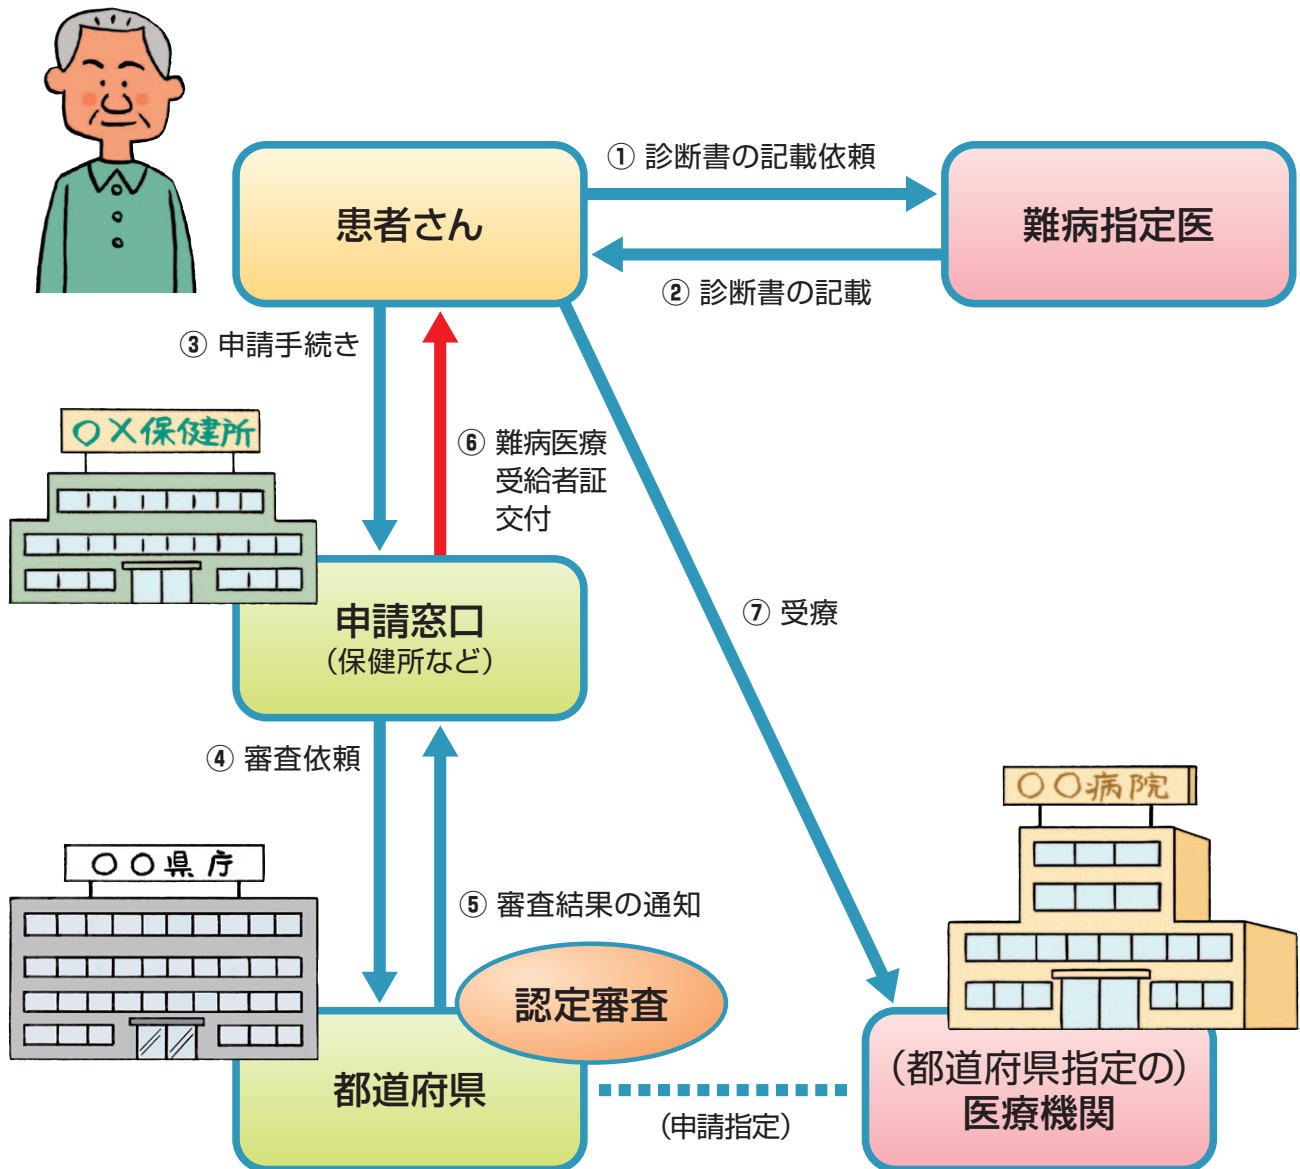 ① 診断書の記載依頼
患者さん
難病指定医
② 診断書の記載
③ 申請手続き
〇×保健所
⑥ 難病医療
受給者証
交付
申請窓口
（保健所など）
⑦ 受療
④ 審査依頼
〇〇病院
〇〇県庁
⑤ 審査結果の通知
認定審査
都道府県
（申請指定）
（都道府県指定の）
医療機関